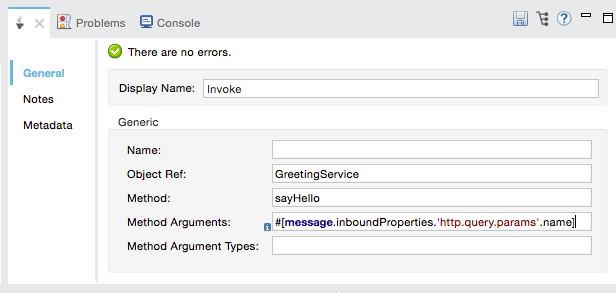 Problems Console
There are no errors.
General
Notes
Metadata
Display Name: Invoke
Generic
Name:
Object Ref: GreetingService
Method: sayHello
Method Arguments: #[message.inboundProperties.'http.query.params'.name]
Method Argument Types: